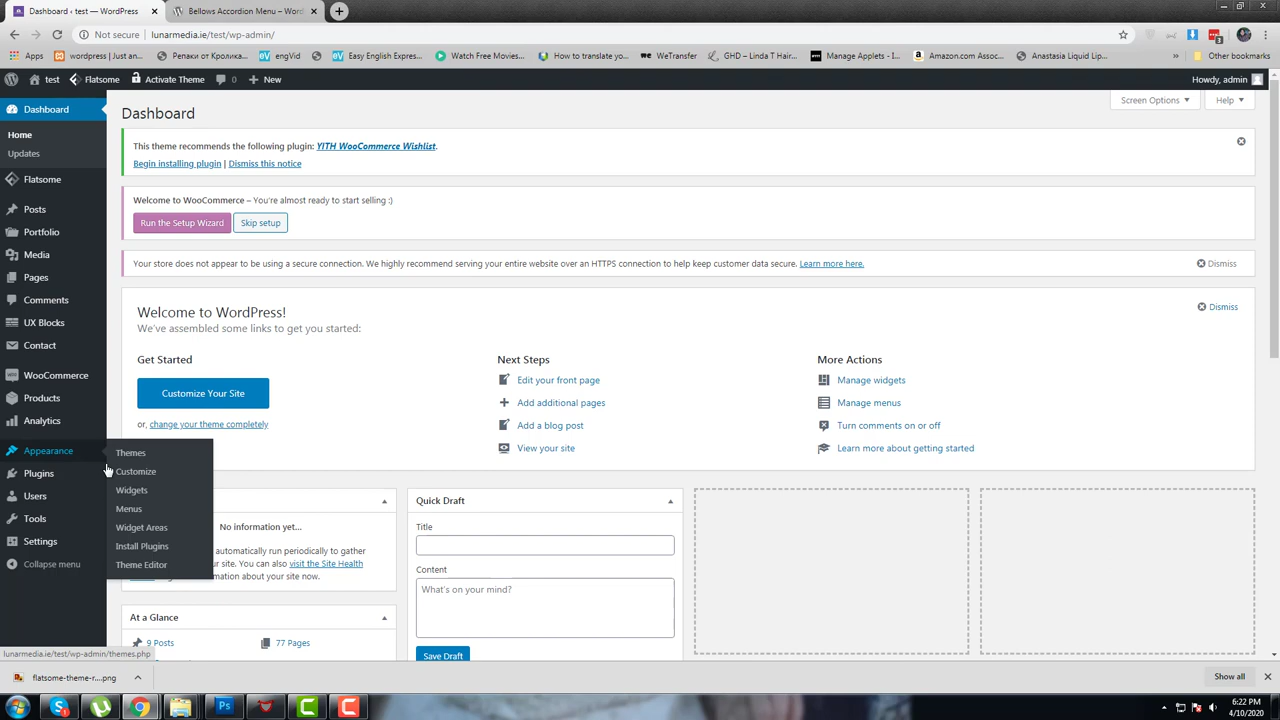 Dashboard ‹ test — WordPress
Bellows Accordion Menu – Word
Not secure
lunarmedia.ie/test/wp-admin/
Apps
wordpress | Just an...
Репаки от Кролика...
engVid
Easy English Expres...
Watch Free Movies...
How to translate yo...
WeTransfer
GHD – Linda T Hair...
Manage Applets - I...
Amazon.com Assoc...
Anastasia Liquid Lip...
»
Other bookmarks
test
Flatsome
Activate Theme
0
New
Howdy, admin
Dashboard
Home
Updates
Flatsome
Posts
Portfolio
Media
Pages
Comments
UX Blocks
Contact
WooCommerce
Products
Analytics
Appearance
Plugins
Users
Tools
Settings
Collapse menu
Themes
Customize
Widgets
Menus
Widget Areas
Install Plugins
Theme Editor
Dashboard
Screen Options
Help
This theme recommends the following plugin: YITH WooCommerce Wishlist.
Begin installing plugin | Dismiss this notice
Welcome to WooCommerce – You're almost ready to start selling :)
Run the Setup Wizard
Skip setup
Your store does not appear to be using a secure connection. We highly recommend serving your entire website over an HTTPS connection to help keep customer data secure. Learn more here.
Dismiss
Welcome to WordPress!
We've assembled some links to get you started:
Dismiss
Get Started
Customize Your Site
or, change your theme completely
Next Steps
Edit your front page
Add additional pages
Add a blog post
View your site
More Actions
Manage widgets
Manage menus
Turn comments on or off
Learn more about getting started
No information yet...
automatically run periodically to gather
ur site. You can also visit the Site Health
rmation about your site now.
At a Glance
9 Posts
77 Pages
Quick Draft
Title
Content
What's on your mind?
Save Draft
lunarmedia.ie/test/wp-admin/themes.php
flatsome-theme-r....png
Show all
6:22 PM
4/10/2020